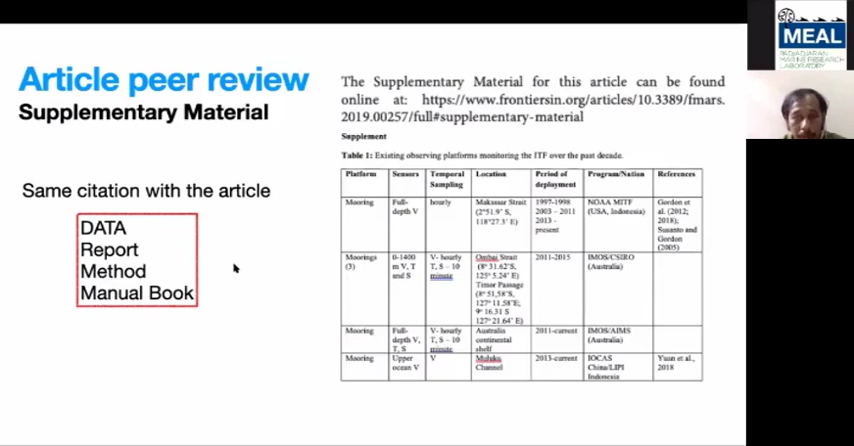 Article peer review
Supplementary Material
Same citation with the article
DATA
Report
Method
Manual Book
The Supplementary Material for this article can be found
online at: https://www.frontiersin.org/articles/10.3389/fmars.
2019.00257/full#supplementary-material
Supplement
Table 1: Existing observing platforms monitoring the ITF over the past decade.
Platform Sensors Temporal Sampling Location Period of deployment Program/Nation References
Mooring Full-depth V hourly Makassar Strait (2°51.9' S, 118°27.3' E) 1997-1998 2003 – 2011 2013 - present NOAA MITF (USA, Indonesia) Gordon et al. (2012; 2018); Susanto and Gordon (2005)
Moorings (3) 0-1400 m V, T and S V- hourly T, S – 10 minute Ombai Strait (8° 31.62'S, 125° 5.24' E) Timor Passage (8° 51,58'S, 127° 11.58'E; 9° 16.31 S 127° 21.64' E) 2011-2015 IMOS/CSIRO (Australia)
Mooring Full-depth V, T, S V- hourly T, S – 10 minute Australia continental shelf 2011-current IMOS/AIMS (Australia)
Mooring Upper ocean V V Maluku Channel 2013-current IOCAS China/LIPI Indonesia Yuan et al., 2018
MEAL
PADJADJARAN
MARINE RESEARCH
LABORATORY